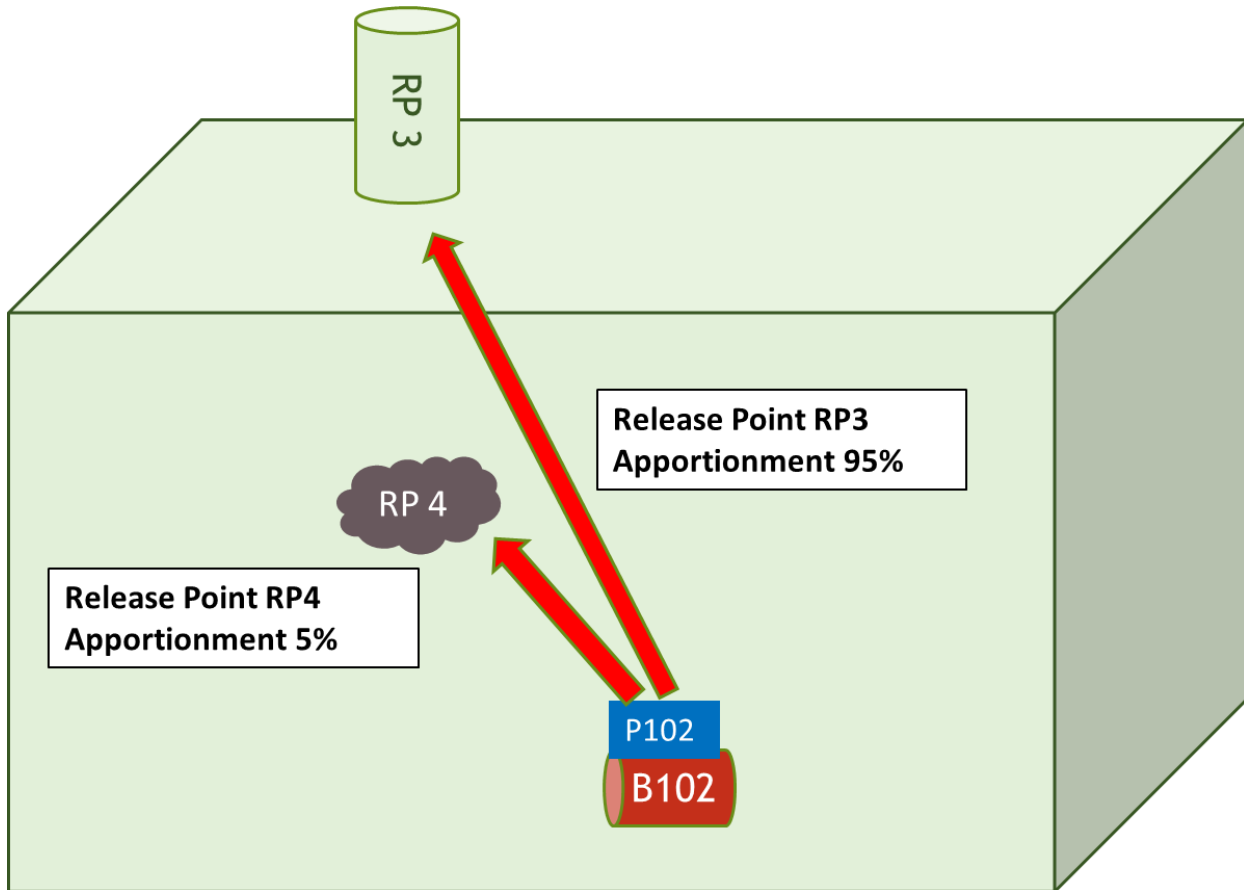 RP 3
Release Point RP3
Apportionment 95%
RP 4
Release Point RP4
Apportionment 5%
P102
B102